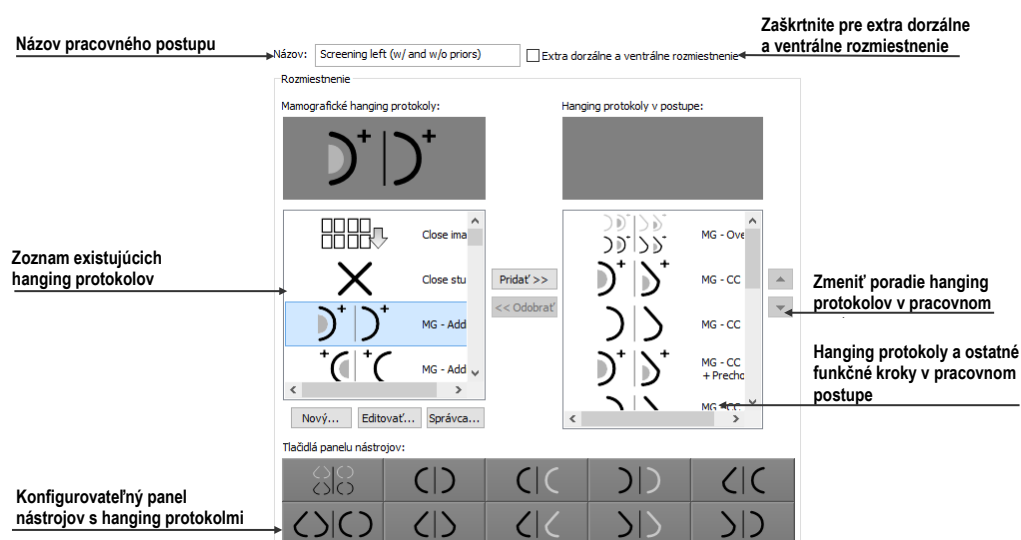 Zaškrtnite pre extra dorzálne
a ventrálne rozmiestnenie
Názov pracovného postupu
Názov: Screening left (w/ and w/o priors) Extra dorzálne a ventrálne rozmiestnenie
Rozmiestnenie
Mamografické hanging protokoly: Hanging protokoly v postupe:
Close ima
MG - Ove
Zoznam existujúcich
hanging protokolov
Close stu
Pridať >>
MG - CC
<< Odobrať
Zmeniť poradie hanging
protokolov v pracovnom
MG - Add
MG - CC
MG - Add
MG - CC
+ Precho
MG - CC
Hanging protokoly a ostatné
funkčné kroky v pracovnom
postupe
Nový... Editovať... Správca...
Tlačidlá panelu nástrojov:
Konfigurovateľný panel
nástrojov s hanging protokolmi